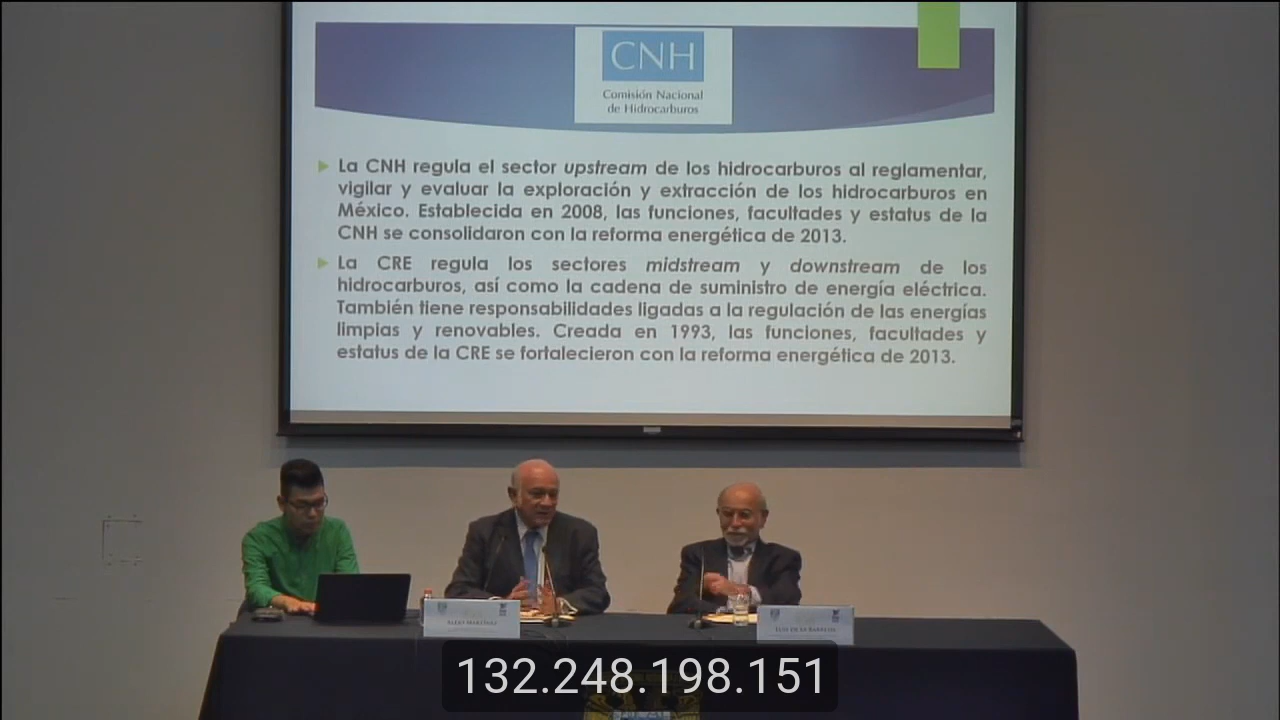 CNH
Comisión Nacional
de Hidrocarburos
La CNH regula el sector upstream de los hidrocarburos al reglamentar,
vigilar y evaluar la exploración y extracción de los hidrocarburos en
México. Establecida en 2008, las funciones, facultades y estatus de la
CNH se consolidaron con la reforma energética de 2013.
La CRE regula los sectores midstream y downstream de los
hidrocarburos, así como la cadena de suministro de energía eléctrica.
También tiene responsabilidades ligadas a la regulación de las energías
limpias y renovables. Creada en 1993, las funciones, facultades y
estatus de la CRE se fortalecieron con la reforma energética de 2013.
132.248.198.151